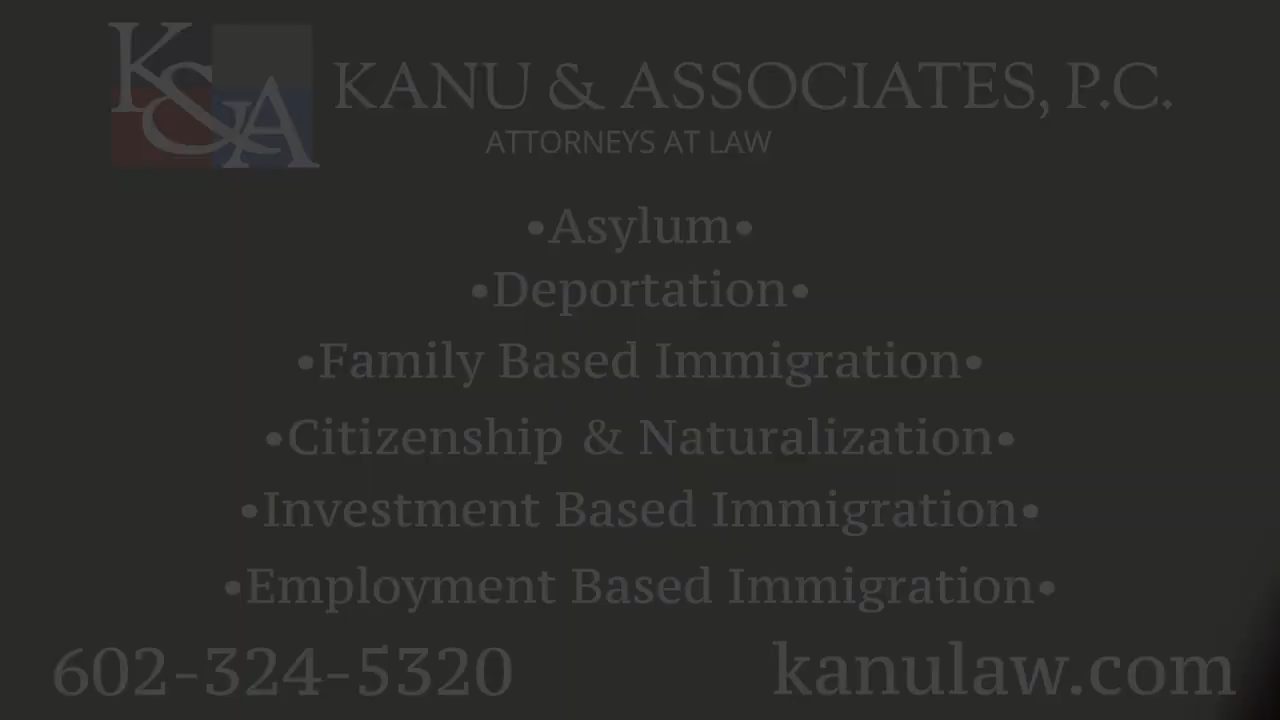 K&A KANU & ASSOCIATES, P.C.
ATTORNEYS AT LAW
•Asylum•
•Deportation•
•Family Based Immigration•
•Citizenship & Naturalization•
•Investment Based Immigration•
•Employment Based Immigration•
602-324-5320 kanulaw.com